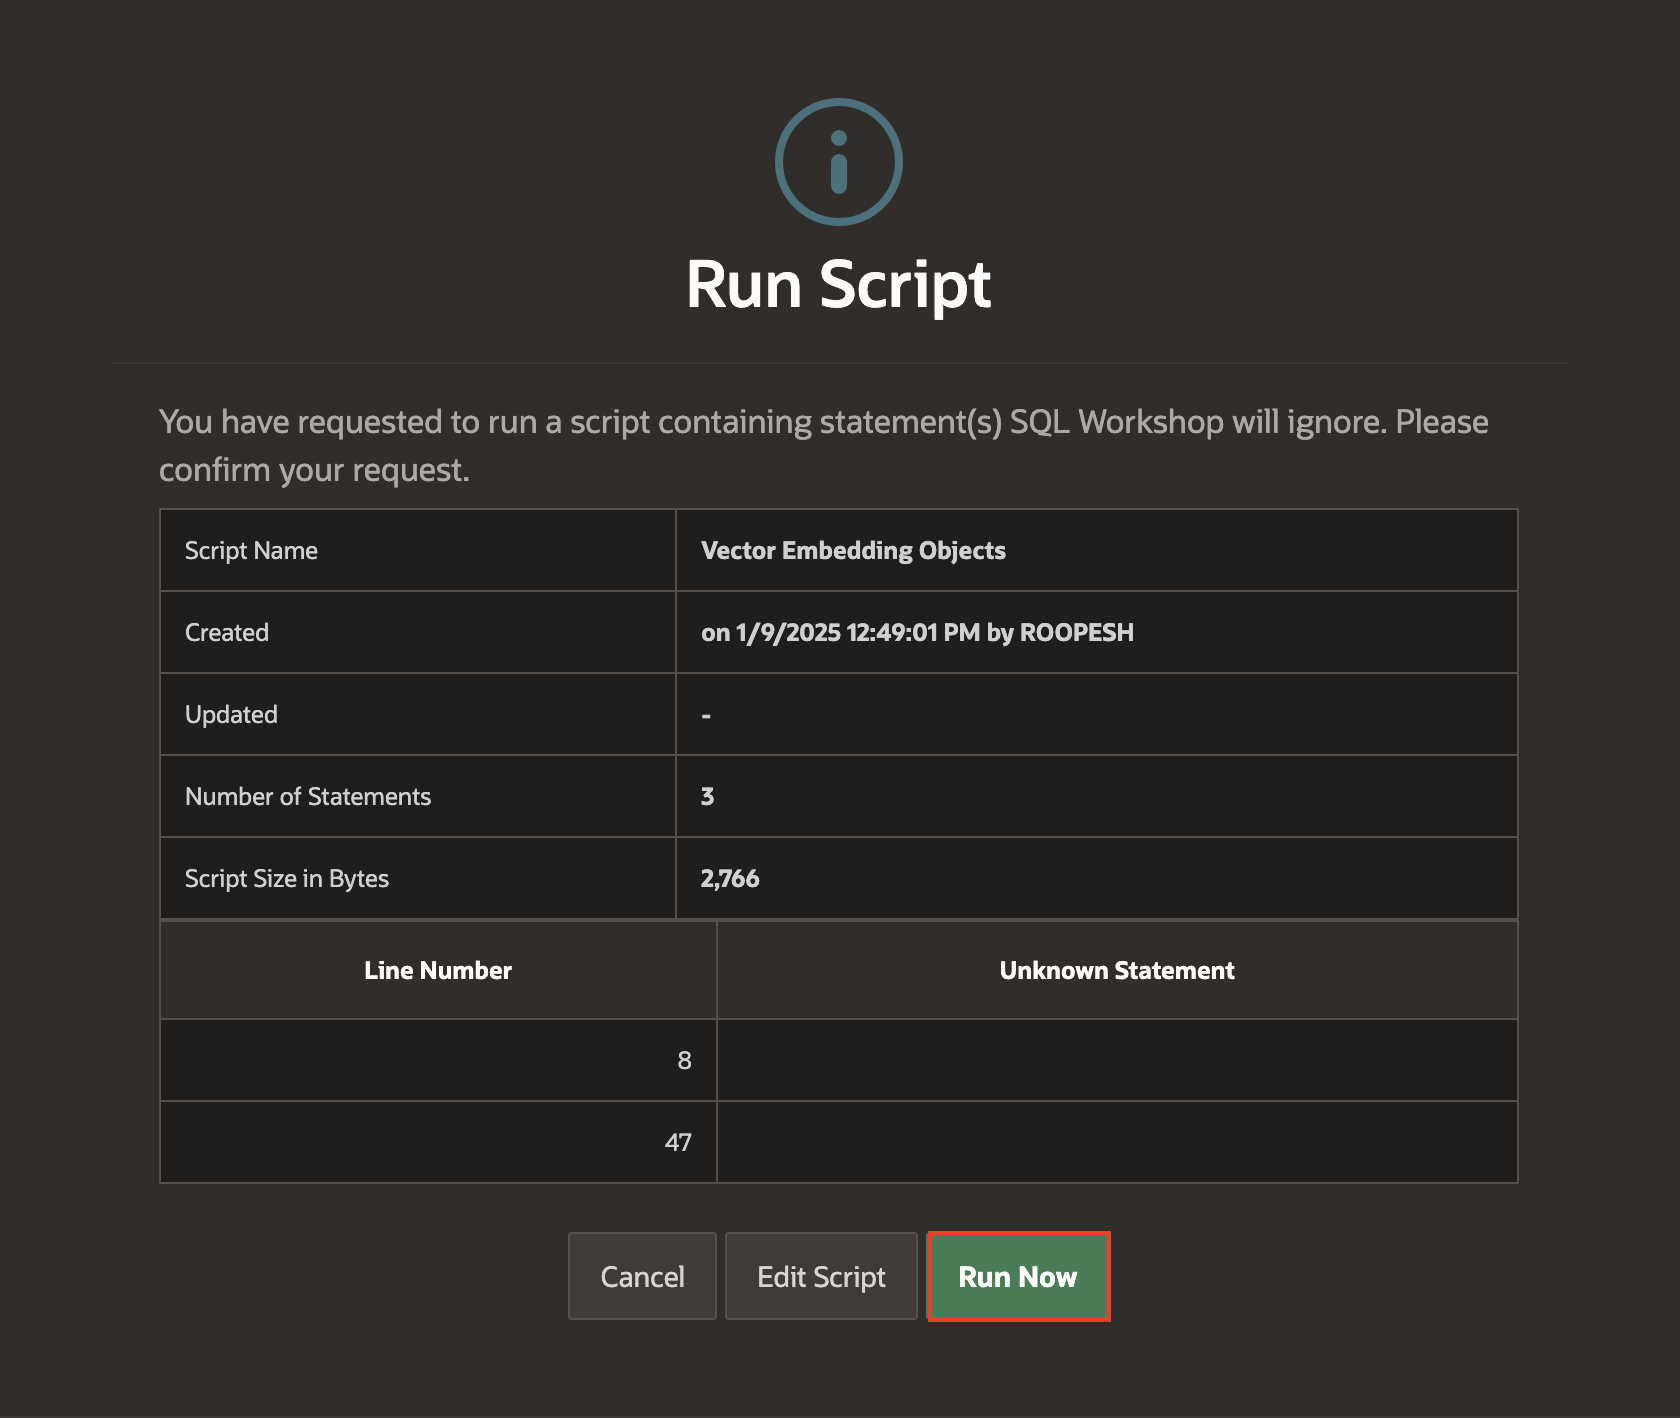 Run Script
You have requested to run a script containing statement(s) SQL Workshop will ignore. Please
confirm your request.
Script Name Vector Embedding Objects
Created on 1/9/2025 12:49:01 PM by ROOPESH
Updated -
Number of Statements 3
Script Size in Bytes 2,766
Line Number Unknown Statement
8
47
Cancel Edit Script Run Now